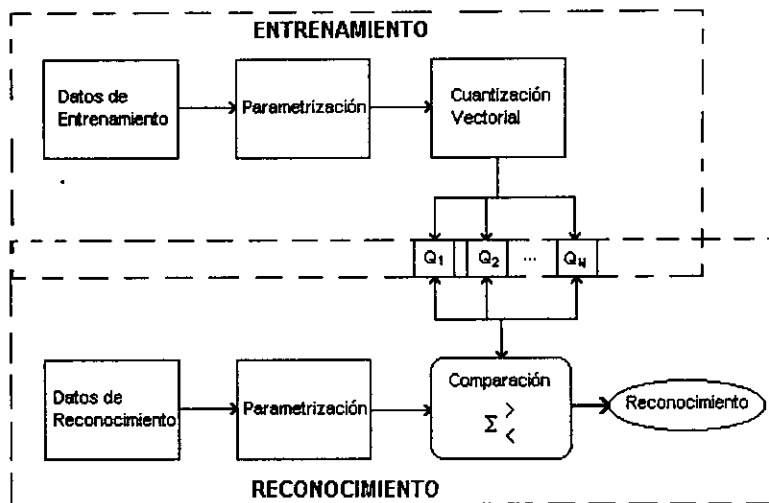 ENTRENAMIENTO
Datos de
Entrenamiento
Parametrización
Cuantización
Vectorial
Q1 Q2 ... QN
Datos de
Reconocimiento
Parametrización
Comparación
Σ > <
Reconocimiento
RECONOCIMIENTO